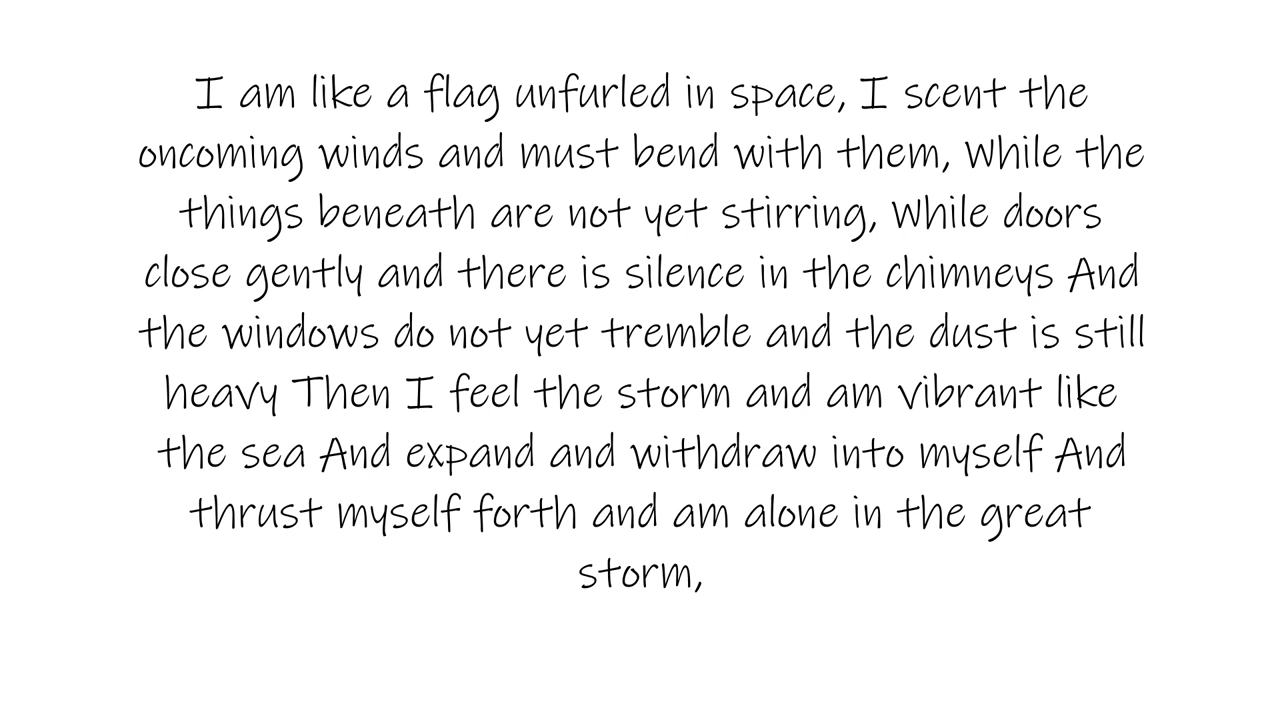 I am like a flag unfurled in space, I scent the
oncoming winds and must bend with them, While the
things beneath are not yet stirring, While doors
close gently and there is silence in the chimneys And
the windows do not yet tremble and the dust is still
heavy Then I feel the storm and am vibrant like
the sea And expand and withdraw into myself And
thrust myself forth and am alone in the great
storm,